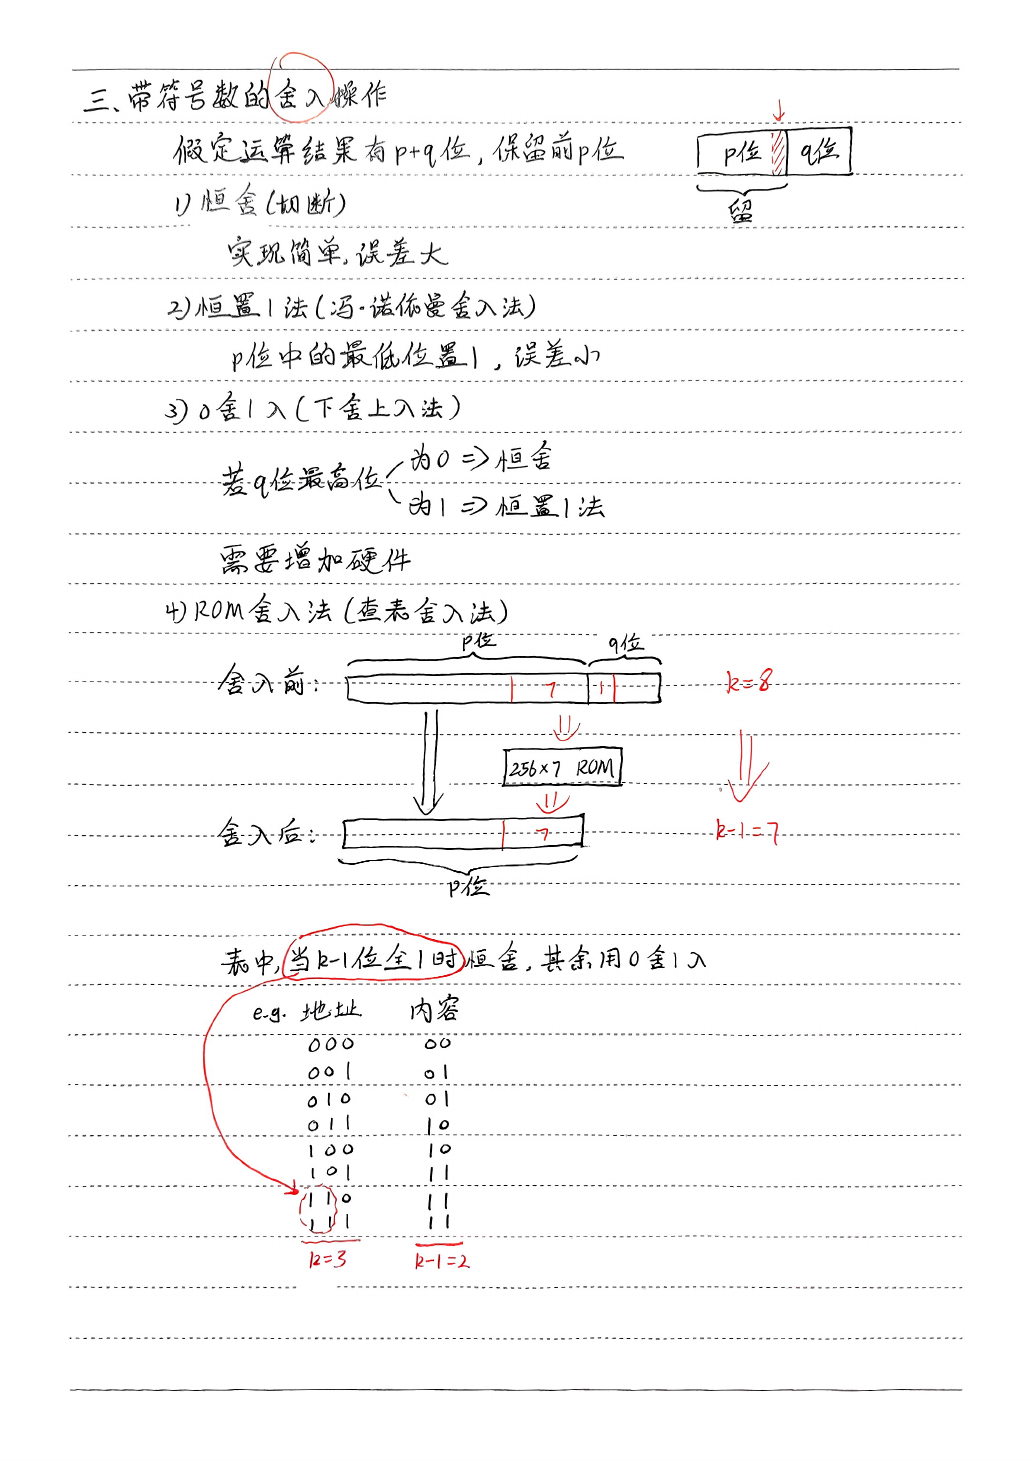 三、带符号数的舍入操作
假定运算结果有p+q位,保留前p位
p位 q位
留
1) 恒舍(切断)
实现简单,误差大
2) 恒置1法(冯·诺依曼舍入法)
p位中的最低位置1,误差小
3) 0舍1入(下舍上入法)
若q位最高位
为0 => 恒舍
为1 => 恒置1法
需要增加硬件
4) ROM舍入法(查表舍入法)
p位 q位
舍入前: 7 1 k=8
256×7 ROM
舍入后: 7 k-1=7
p位
表中,当k-1位全1时恒舍,其余用0舍1入
e.g. 地址 内容
000 00
001 01
010 01
011 10
100 10
101 11
110 11
111 11
k=3 k-1=2